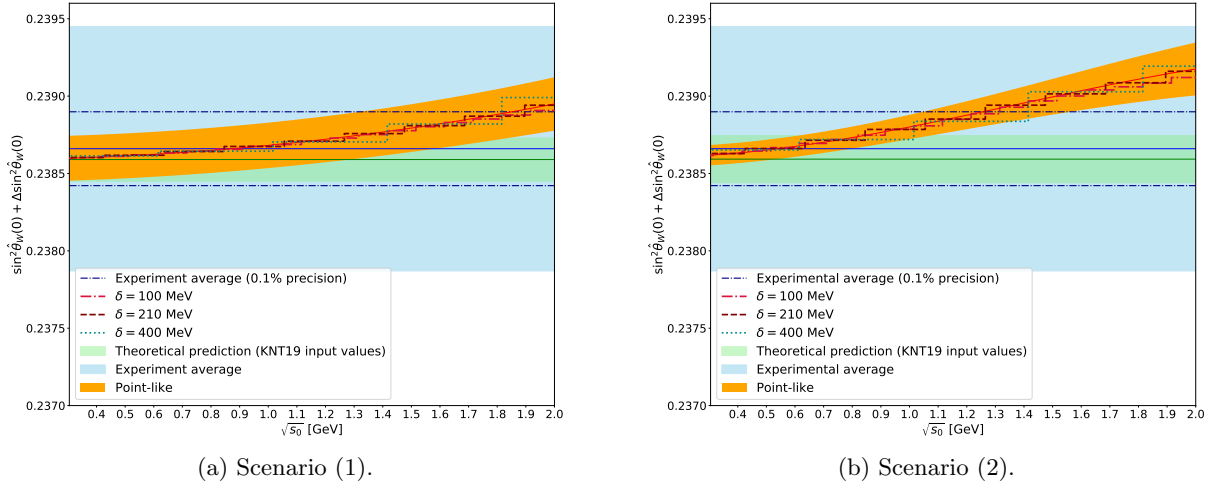 0.2395
0.2390
0.2385
0.2380
0.2375
0.2370
sin²θ̂_W(0) + Δsin²θ̂_W(0)
Experiment average (0.1% precision)
δ = 100 MeV
δ = 210 MeV
δ = 400 MeV
Theoretical prediction (KNT19 input values)
Experiment average
Point-like
0.4 0.5 0.6 0.7 0.8 0.9 1.0 1.1 1.2 1.3 1.4 1.5 1.6 1.7 1.8 1.9 2.0
√s₀ [GeV]
(a) Scenario (1).
0.2395
0.2390
0.2385
0.2380
0.2375
0.2370
sin²θ̂_W(0) + Δsin²θ̂_W(0)
Experimental average (0.1% precision)
δ = 100 MeV
δ = 210 MeV
δ = 400 MeV
Theoretical prediction (KNT19 input values)
Experimental average
Point-like
0.4 0.5 0.6 0.7 0.8 0.9 1.0 1.1 1.2 1.3 1.4 1.5 1.6 1.7 1.8 1.9 2.0
√s₀ [GeV]
(b) Scenario (2).